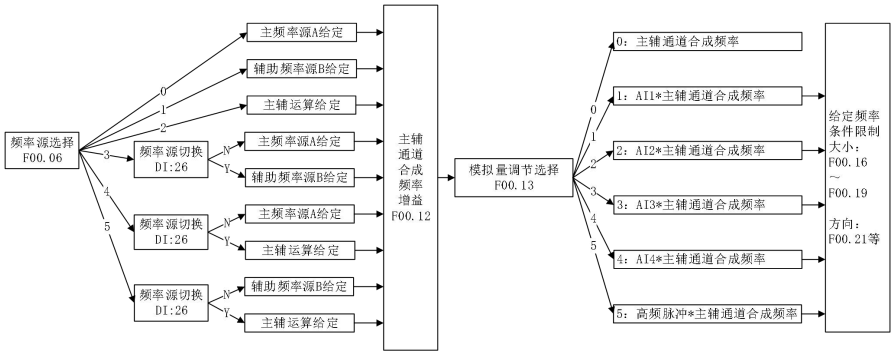 频率源选择
F00.06
0
1
2
3
4
5
主频率源A给定
辅助频率源B给定
主辅运算给定
频率源切换
DI:26
N
Y
主频率源A给定
辅助频率源B给定
频率源切换
DI:26
N
Y
主频率源A给定
主辅运算给定
频率源切换
DI:26
N
Y
辅助频率源B给定
主辅运算给定
主辅
通道
合成
频率
增益
F00.12
模拟量调节选择
F00.13
0
1
2
3
4
5
0: 主辅通道合成频率
1: AI1*主辅通道合成频率
2: AI2*主辅通道合成频率
3: AI3*主辅通道合成频率
4: AI4*主辅通道合成频率
5: 高频脉冲*主辅通道合成频率
给定频率
条件限制
大小:
F00.16
～
F00.19
方向:
F00.21等